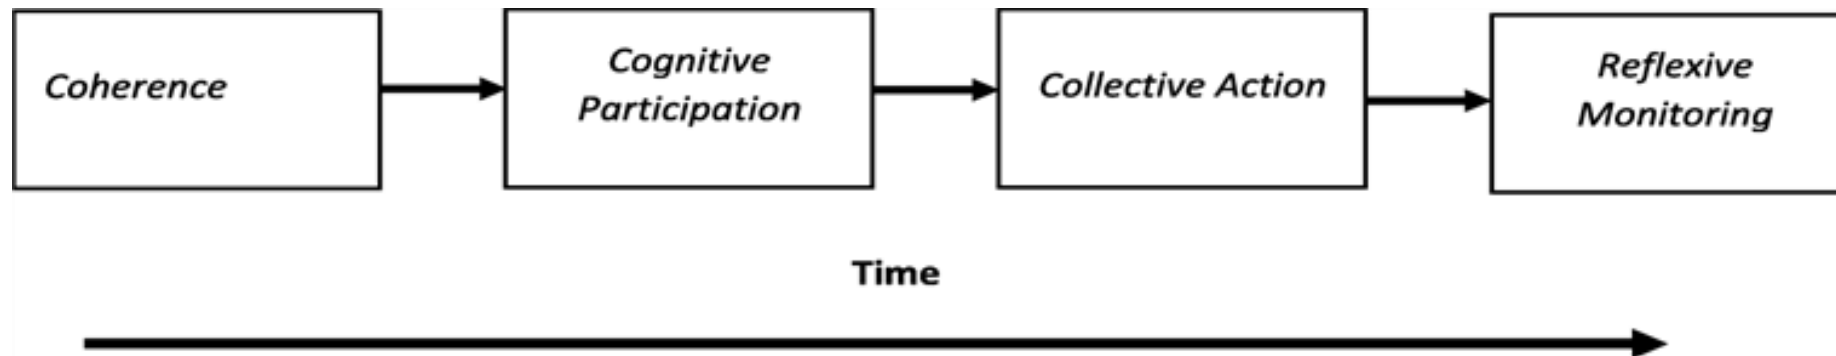 Coherence
Cognitive
Participation
Collective Action
Reflexive
Monitoring
Time